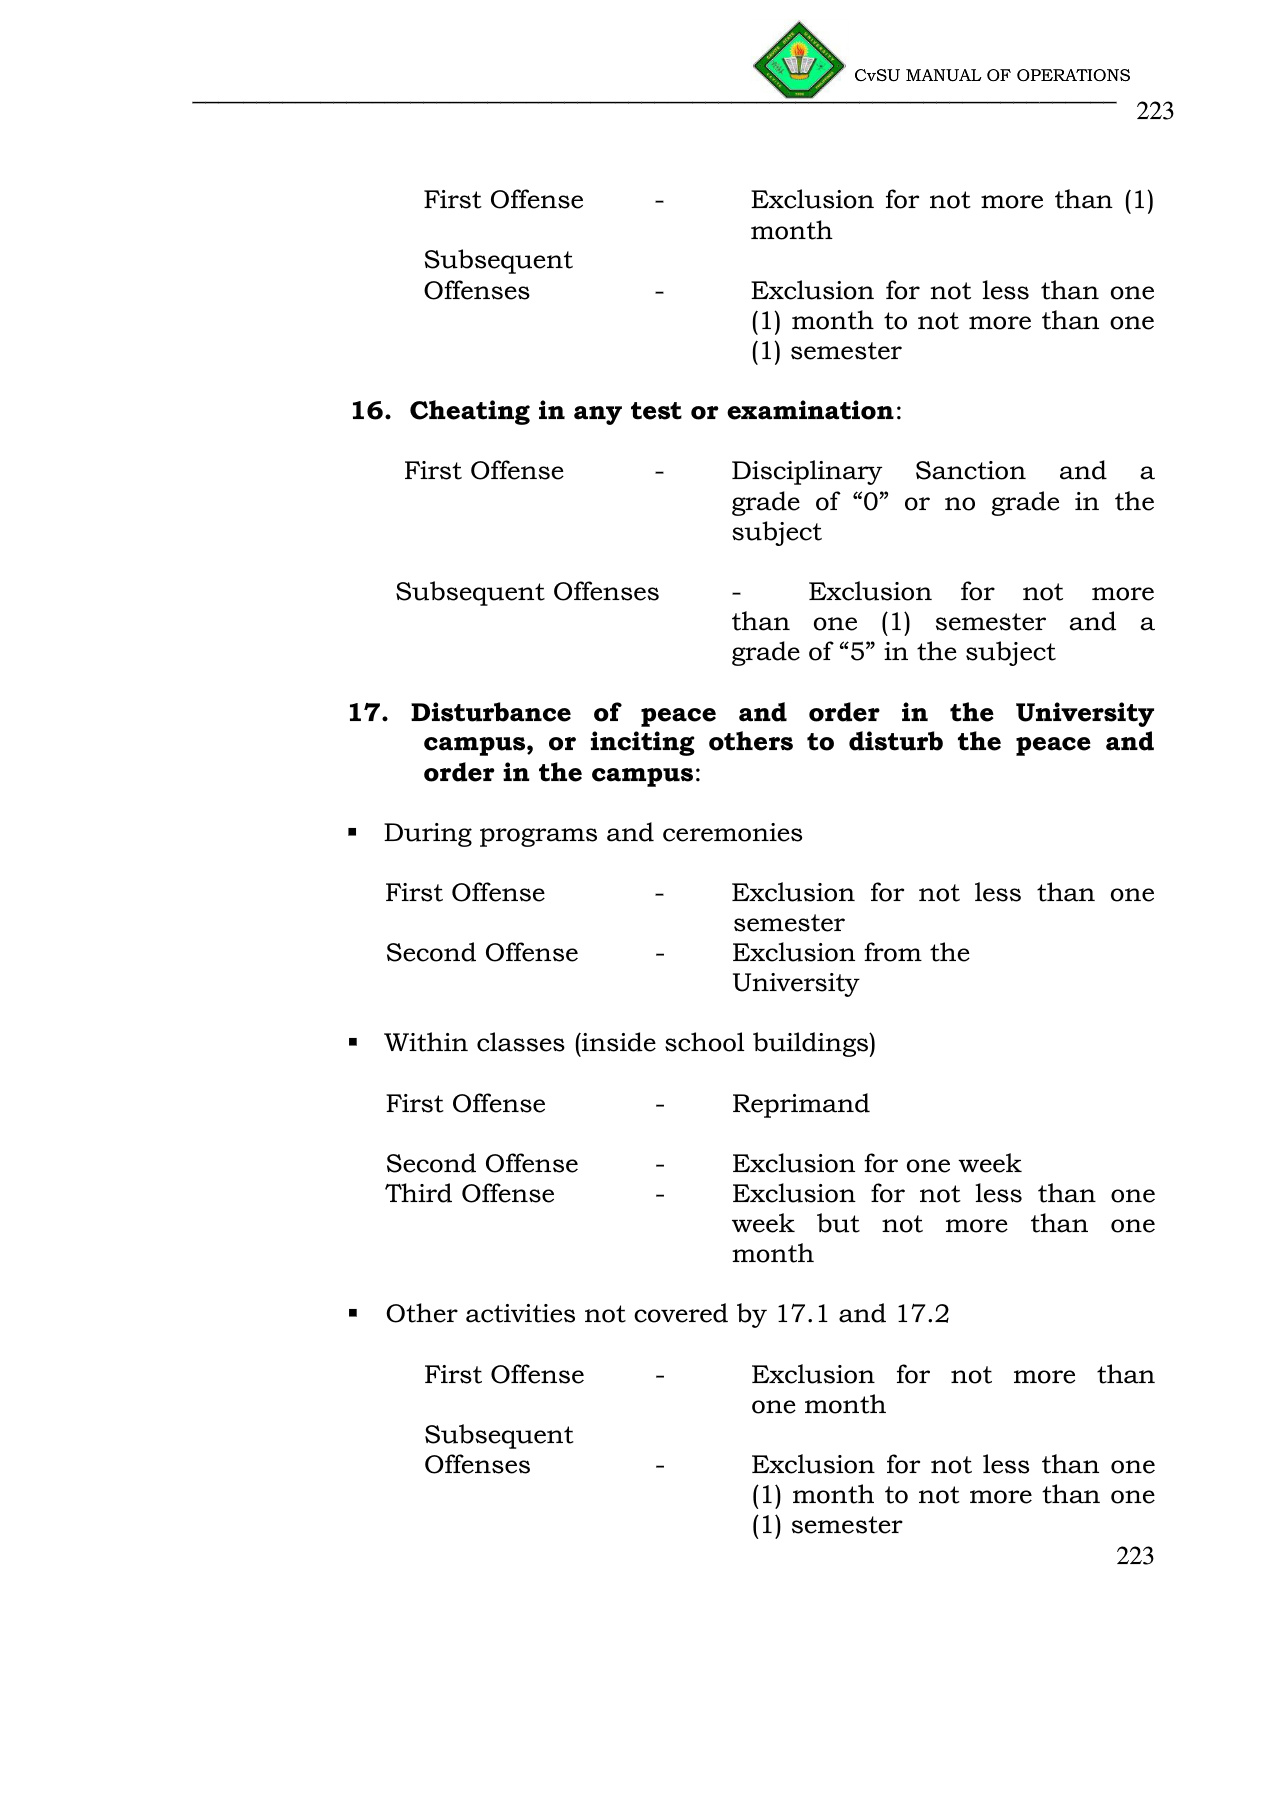 CvSU MANUAL OF OPERATIONS
223
First Offense - Exclusion for not more than (1)
month
Subsequent
Offenses - Exclusion for not less than one
(1) month to not more than one
(1) semester
16. Cheating in any test or examination:
First Offense - Disciplinary Sanction and a
grade of “0” or no grade in the
subject
Subsequent Offenses - Exclusion for not more
than one (1) semester and a
grade of “5” in the subject
17. Disturbance of peace and order in the University
campus, or inciting others to disturb the peace and
order in the campus:
▪ During programs and ceremonies
First Offense - Exclusion for not less than one
semester
Second Offense - Exclusion from the
University
▪ Within classes (inside school buildings)
First Offense - Reprimand
Second Offense - Exclusion for one week
Third Offense - Exclusion for not less than one
week but not more than one
month
▪ Other activities not covered by 17.1 and 17.2
First Offense - Exclusion for not more than
one month
Subsequent
Offenses - Exclusion for not less than one
(1) month to not more than one
(1) semester
223